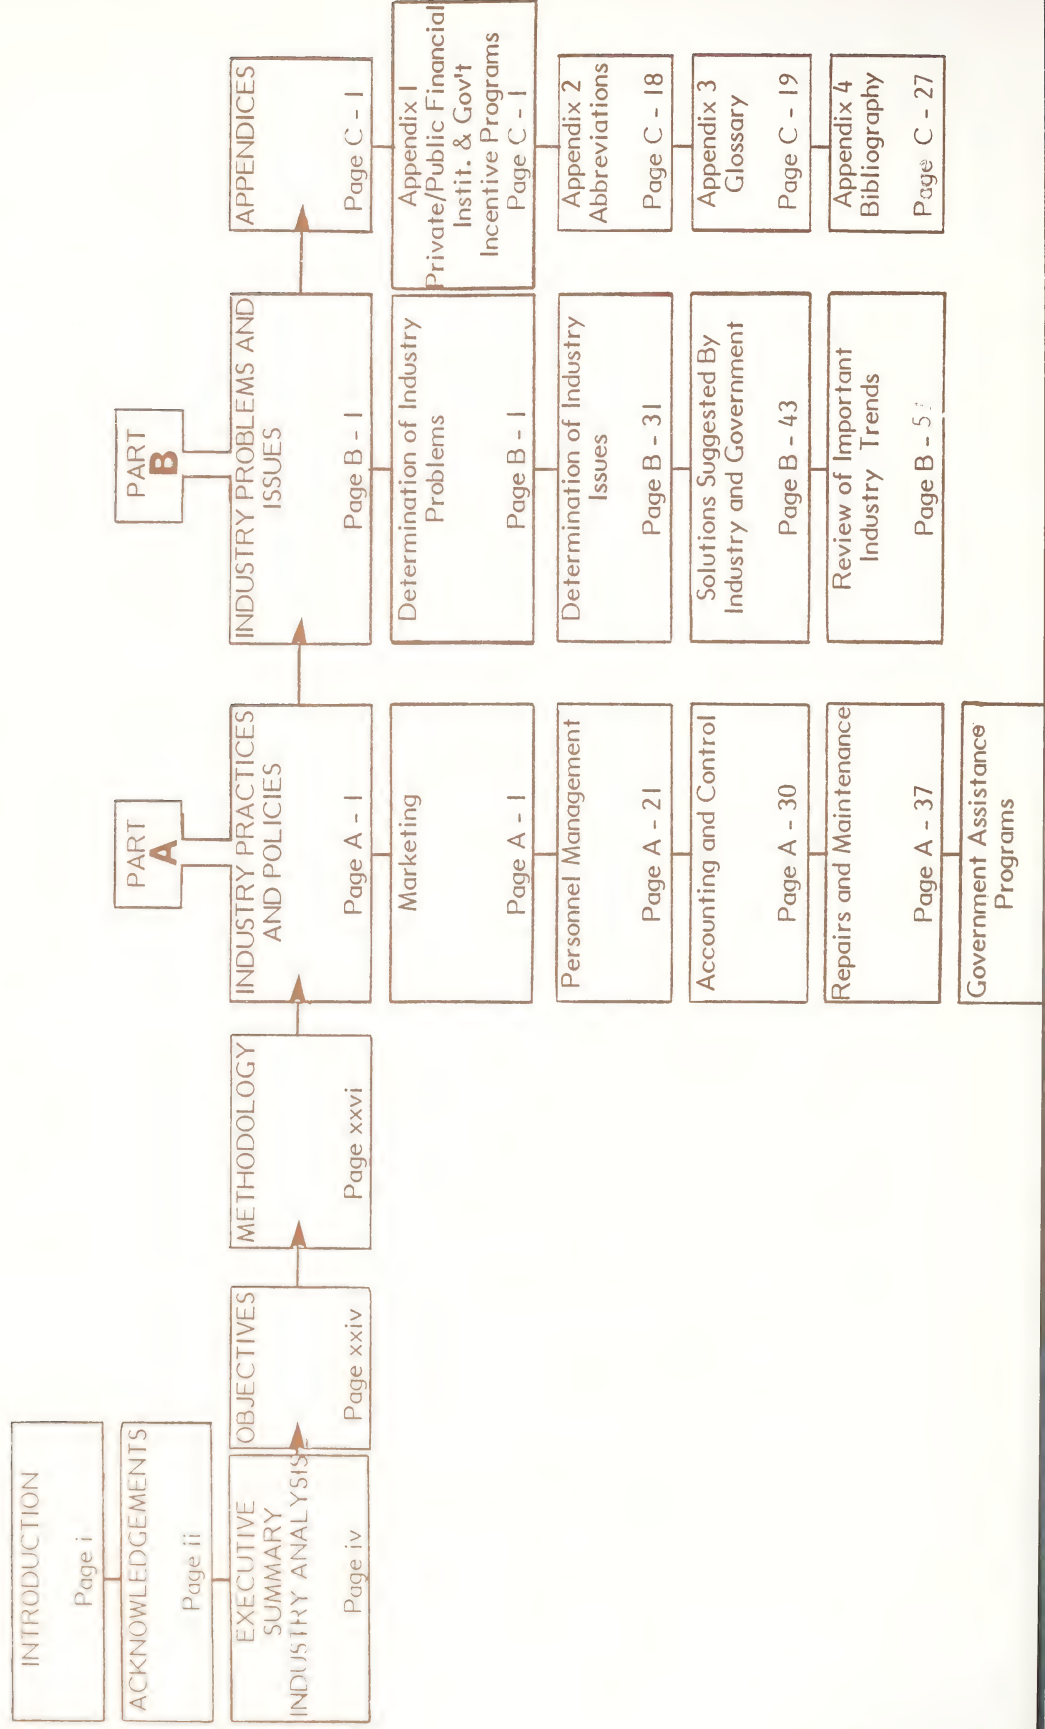 INTRODUCTION
Page i
ACKNOWLEDGEMENTS
Page ii
EXECUTIVE
SUMMARY
INDUSTRY ANALYSIS
Page iv
OBJECTIVES
Page xxiv
METHODOLOGY
Page xxvi
PART
A
INDUSTRY PRACTICES
AND POLICIES
Page A - 1
Marketing
Page A - 1
Personnel Management
Page A - 21
Accounting and Control
Page A - 30
Repairs and Maintenance
Page A - 37
Government Assistance
Programs
PART
B
INDUSTRY PROBLEMS AND
ISSUES
Page B - 1
Determination of Industry
Problems
Page B - 1
Determination of Industry
Issues
Page B - 31
Solutions Suggested By
Industry and Government
Page B - 43
Review of Important
Industry Trends
Page B -
APPENDICES
Page C - 1
Appendix 1
Private/Public Financial
Instit. & Gov't
Incentive Programs
Page C - 1
Appendix 2
Abbreviations
Page C - 18
Appendix 3
Glossary
Page C - 19
Appendix 4
Bibliography
Page C - 27